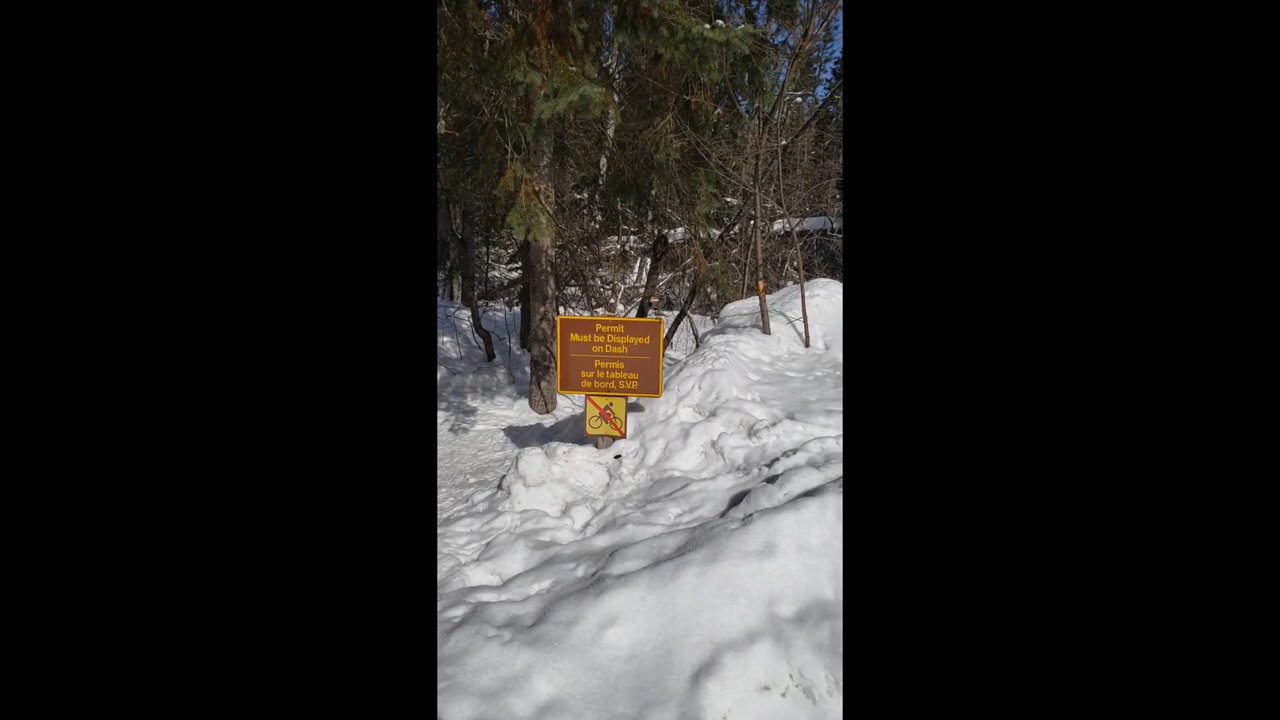 Permit
Must be Displayed
on Dash
Permis
sur le tableau
de bord, S.V.P.